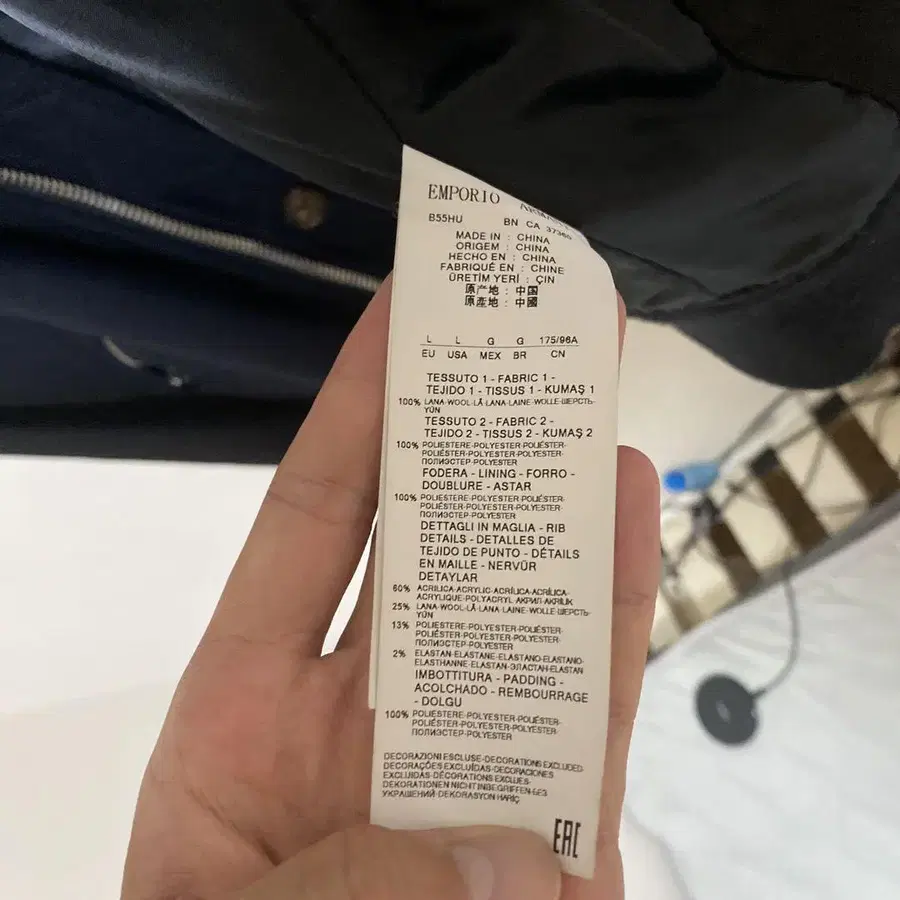 EMPORIO ARMANI
B55HU BN CA 37360
MADE IN : CHINA
ORIGEM : CHINA
HECHO EN : CHINA
FABRIQUÉ EN : CHINE
ÜRETİM YERİ : ÇIN
原产地 : 中国
原產地 : 中國
L L G G 175/96A
EU USA MEX BR CN
TESSUTO 1 - FABRIC 1 -
TEJIDO 1 - TISSUS 1 - KUMAŞ 1
100% LANA-WOOL-LÃ-LANA-LAINE-WOLLE-ШЕРСТЬ-
YÜN
TESSUTO 2 - FABRIC 2 -
TEJIDO 2 - TISSUS 2 - KUMAŞ 2
100% POLIESTERE-POLYESTER-POLIÉSTER-
POLIÉSTER-POLYESTER-POLYESTER-
ПОЛИЭСТЕР-POLYESTER
FODERA - LINING - FORRO -
DOUBLURE - ASTAR
100% POLIESTERE-POLYESTER-POLIÉSTER-
POLIÉSTER-POLYESTER-POLYESTER-
ПОЛИЭСТЕР-POLYESTER
DETTAGLI IN MAGLIA - RIB
DETAILS - DETALLES DE
TEJIDO DE PUNTO - DÉTAILS
EN MAILLE - NERVÜR
DETAYLAR
60% ACRILICA-ACRYLIC-ACRÍLICA-ACRÍLICA-
ACRYLIQUE-POLYACRYL-АКРИЛ-AKRİLİK
25% LANA-WOOL-LÃ-LANA-LAINE-WOLLE-ШЕРСТЬ-
YÜN
13% POLIESTERE-POLYESTER-POLIÉSTER-
POLIÉSTER-POLYESTER-POLYESTER-
ПОЛИЭСТЕР-POLYESTER
2% ELASTAN-ELASTANE-ELASTANO-ELASTANO-
ELASTHANNE-ELASTAN-ЭЛАСТАН-ELASTAN
IMBOTTITURA - PADDING -
ACOLCHADO - REMBOURRAGE
- DOLGU
100% POLIESTERE-POLYESTER-POLIÉSTER-
POLIÉSTER-POLYESTER-POLYESTER-
ПОЛИЭСТЕР-POLYESTER
DECORAZIONI ESCLUSE-DECORATIONS EXCLUDED-
DECORAÇÕES EXCLUÍDAS-DECORACIONES
EXCLUIDAS-DÉCORATIONS EXCLUES-
DEKORATIONEN NICHT INBEGRIFFEN-БЕЗ
УКРАШЕНИЙ-DEKORASYON HARİÇ
EAC